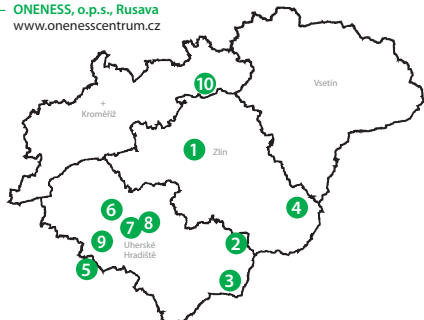 – ONENESS, o.p.s., Rusava
www.onenesscentrum.cz
Vsetín
10
+
Kroměříž
1
Zlín
4
6
8
7
2
9
Uherské
Hradiště
5
3